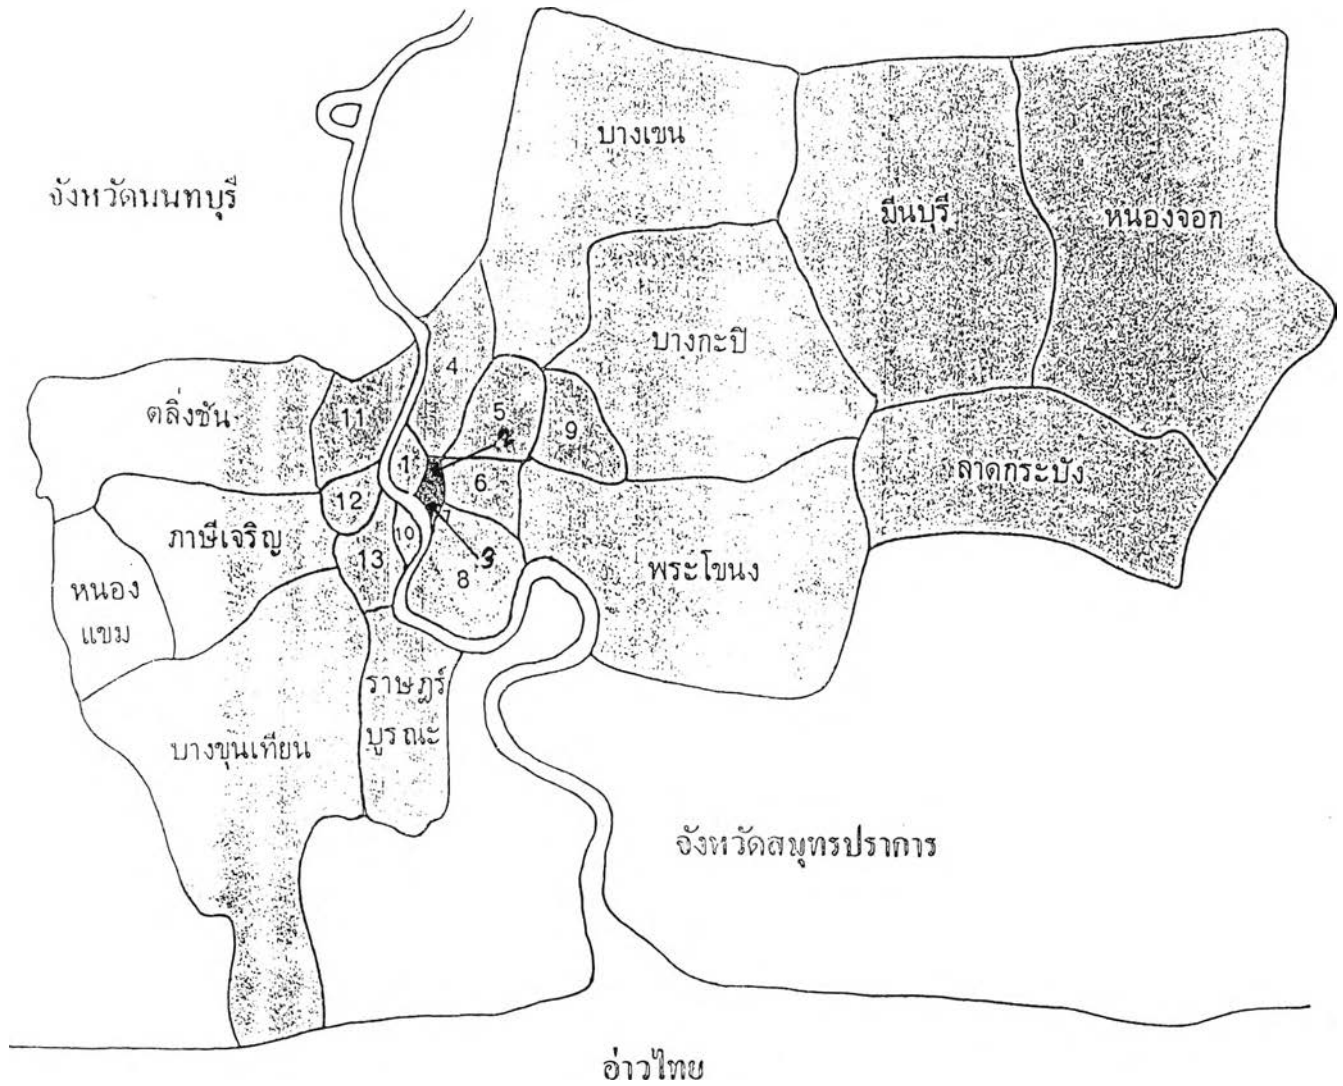 บางเขน
จังหวัดนนทบุรี
มีนบุรี
หนองจอก
บางกะปิ
4
ตลิ่งชัน
11
5
9
2
1
6
ลาดกระบัง
12
ภาษีเจริญ
10
7
13
3
8
พระโขนง
หนอง
แขม
ราษฎร์
บูรณะ
บางขุนเทียน
จังหวัดสมุทรปราการ
อ่าวไทย